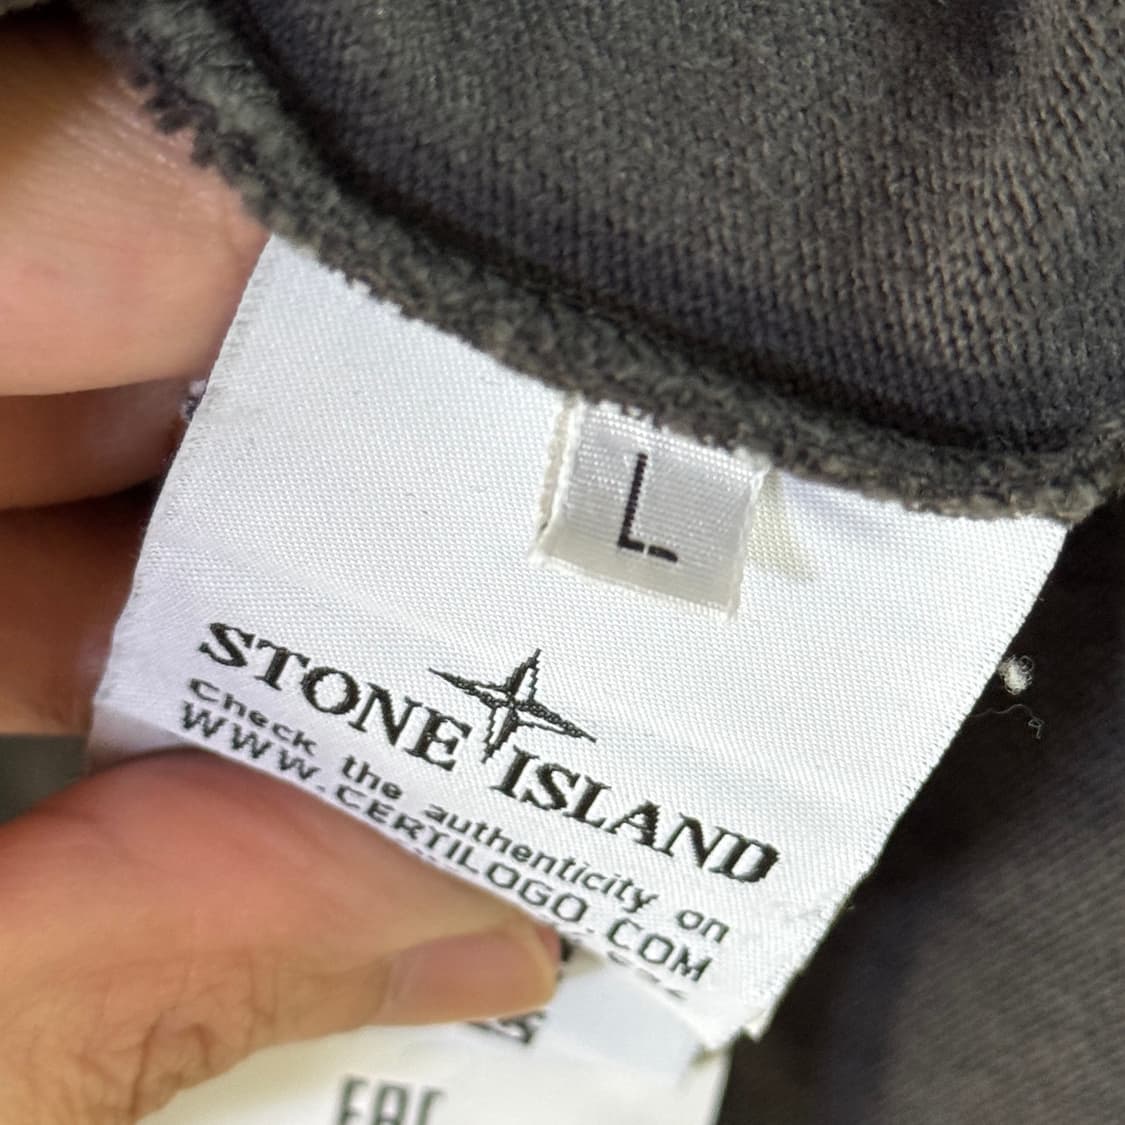 L
STONE ISLAND
Check the authenticity on
WWW.CERTILOGO.COM